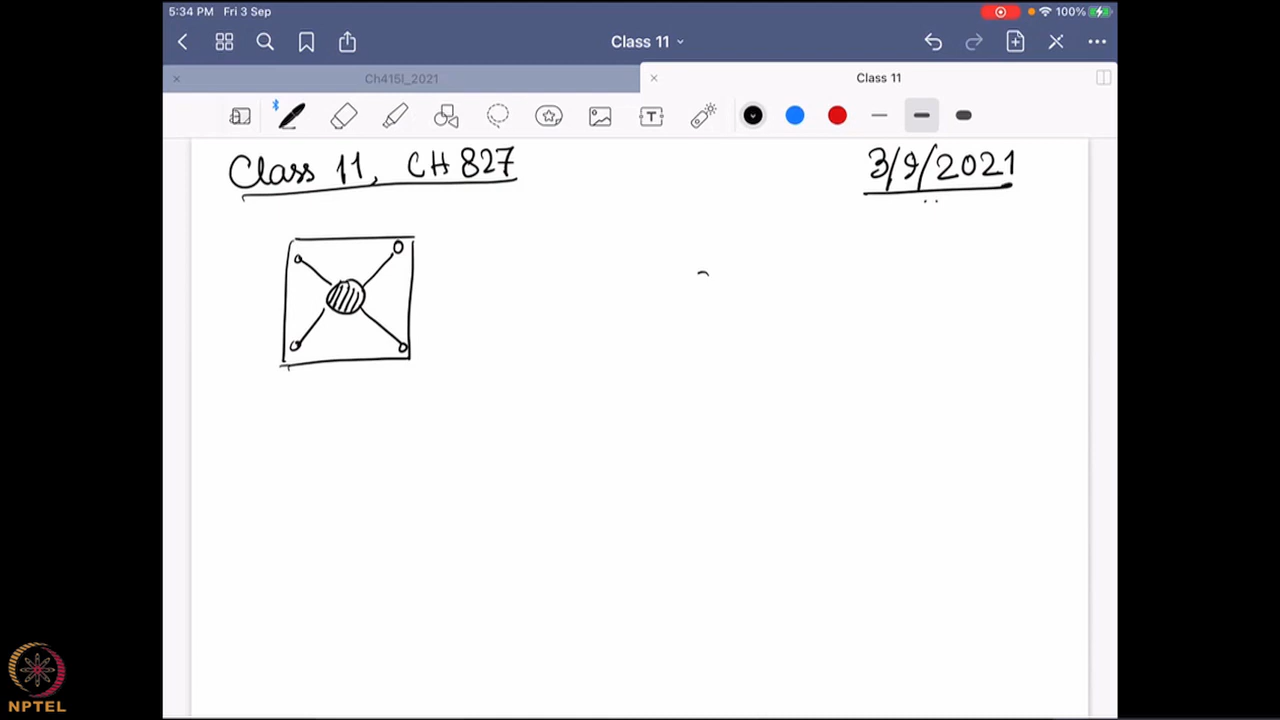 5:34 PM Fri 3 Sep
100%
Class 11
Ch415I_2021
Class 11
T
Class 11, CH 827
3/9/2021
NPTEL